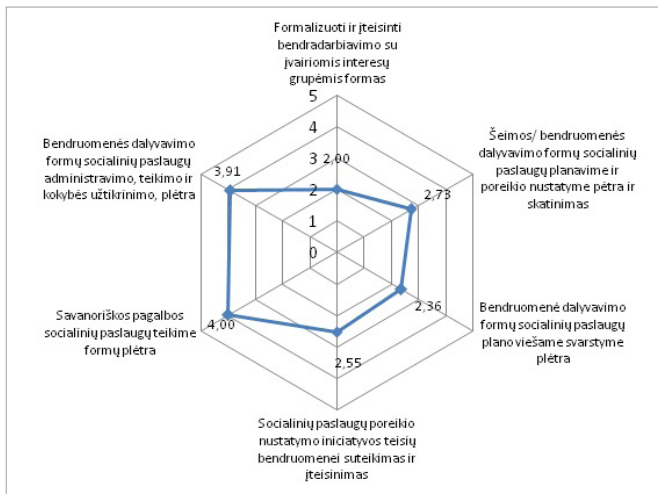 Formalizuoti ir įteisinti
bendradarbiavimo su
įvairiomis interesų
grupėmis formas
5
4
3
2
1
0
2,00
Šeimos/ bendruomenės
dalyvavimo formų socialinių
paslaugų planavime ir
poreikio nustatyme pėtra ir
skatinimas
2,73
Bendruomenė dalyvavimo
formų socialinių paslaugų
plano viešame svarstyme
plėtra
2,36
Socialinių paslaugų poreikio
nustatymo iniciatyvos teisių
bendruomenei suteikimas ir
įteisinimas
2,55
Savanoriškos pagalbos
socialinių paslaugų teikime
formų plėtra
4,00
Bendruomenės dalyvavimo
formų socialinių paslaugų
administravimo, teikimo ir
kokybės užtikrinimo, plėtra
3,91